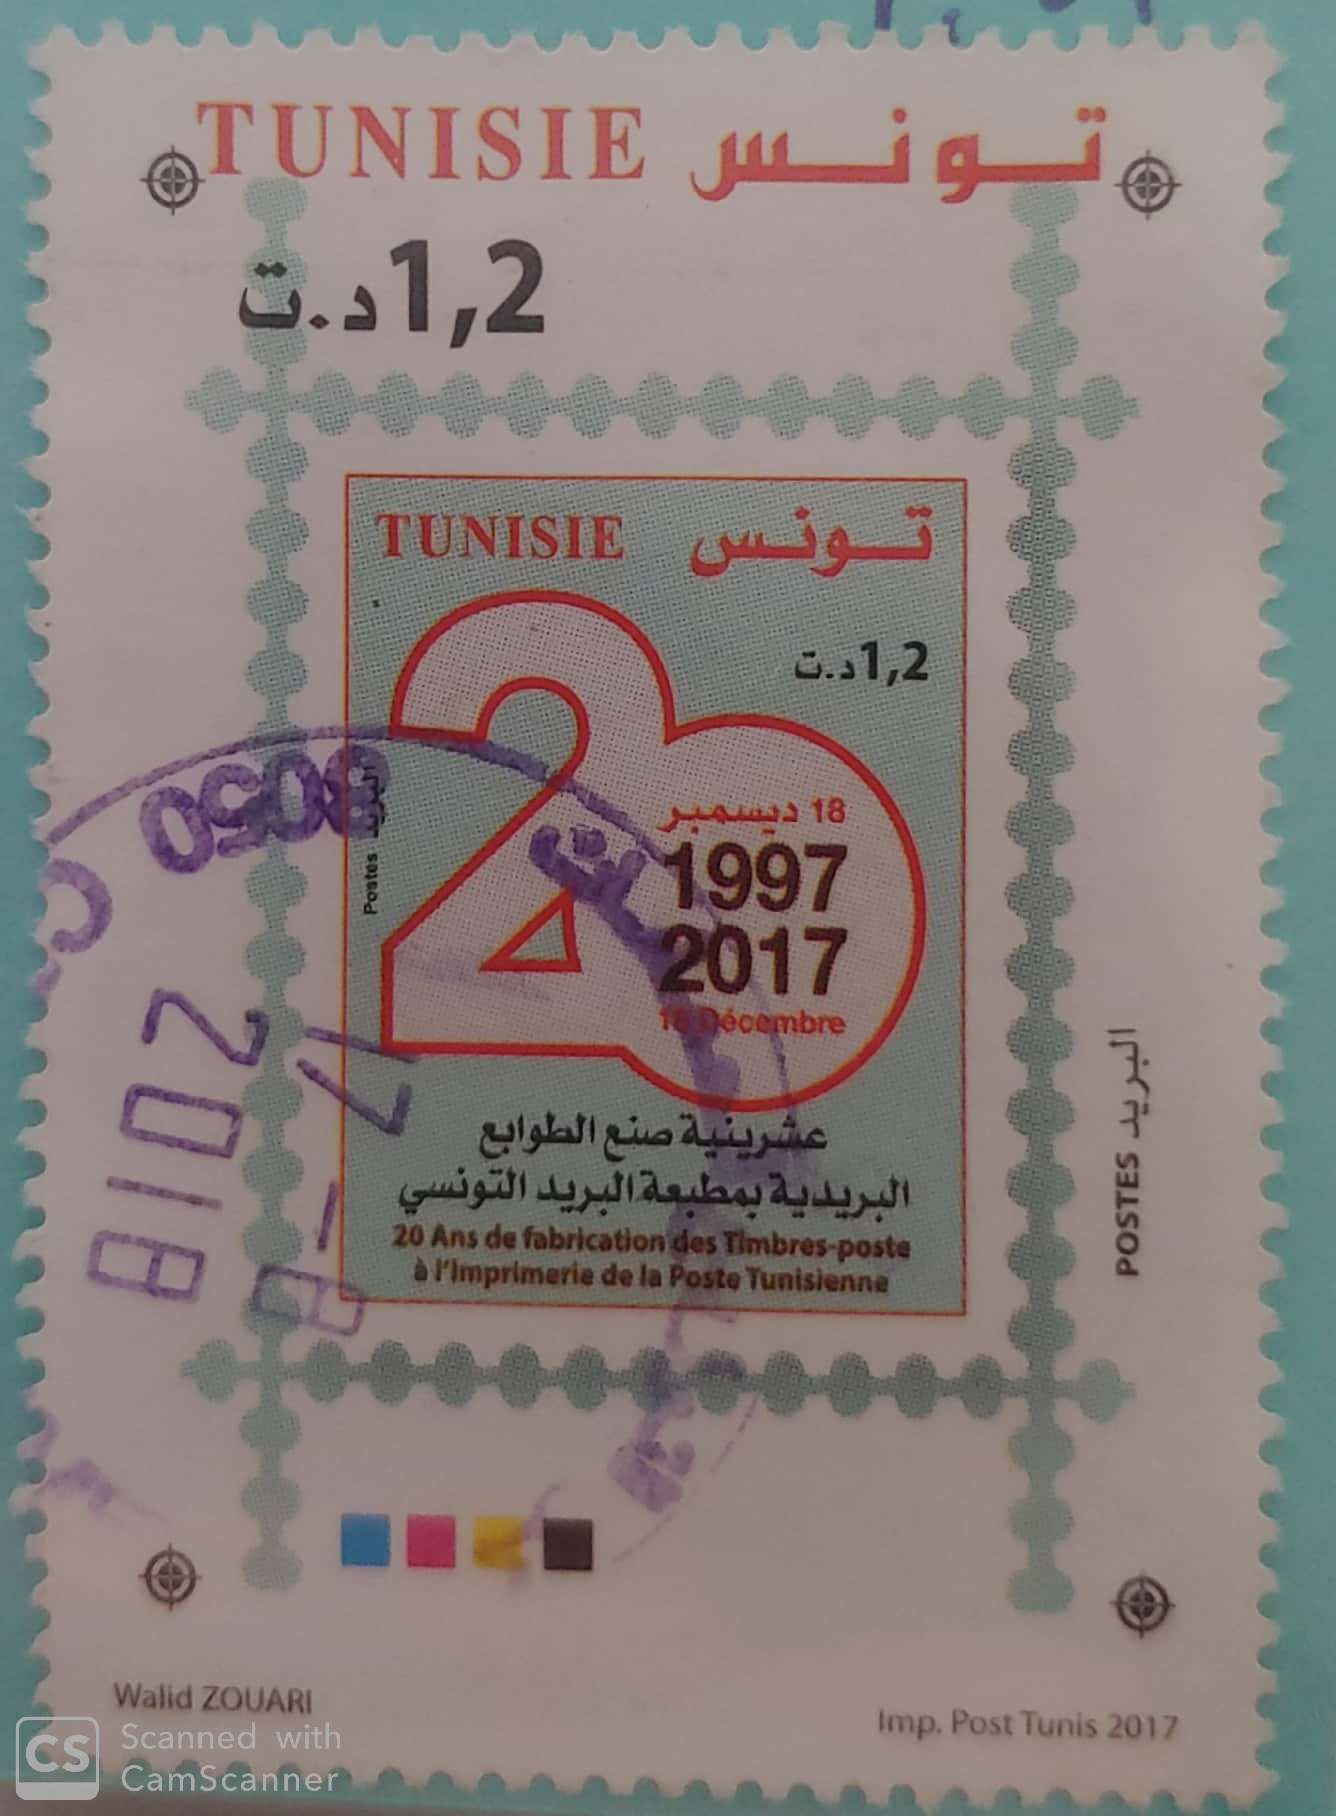 TUNISIE تونس
1,2 د.ت
TUNISIE تونس
1,2 د.ت
البريد
Postes
18 ديسمبر
1997
2017
18 Décembre
عشرينية صنع الطوابع
البريدية بمطبعة البريد التونسي
20 Ans de fabrication des Timbres-poste
à l'Imprimerie de la Poste Tunisienne
البريد
POSTES
2018
Walid ZOUARI
Imp. Post Tunis 2017
CS
Scanned with
CamScanner